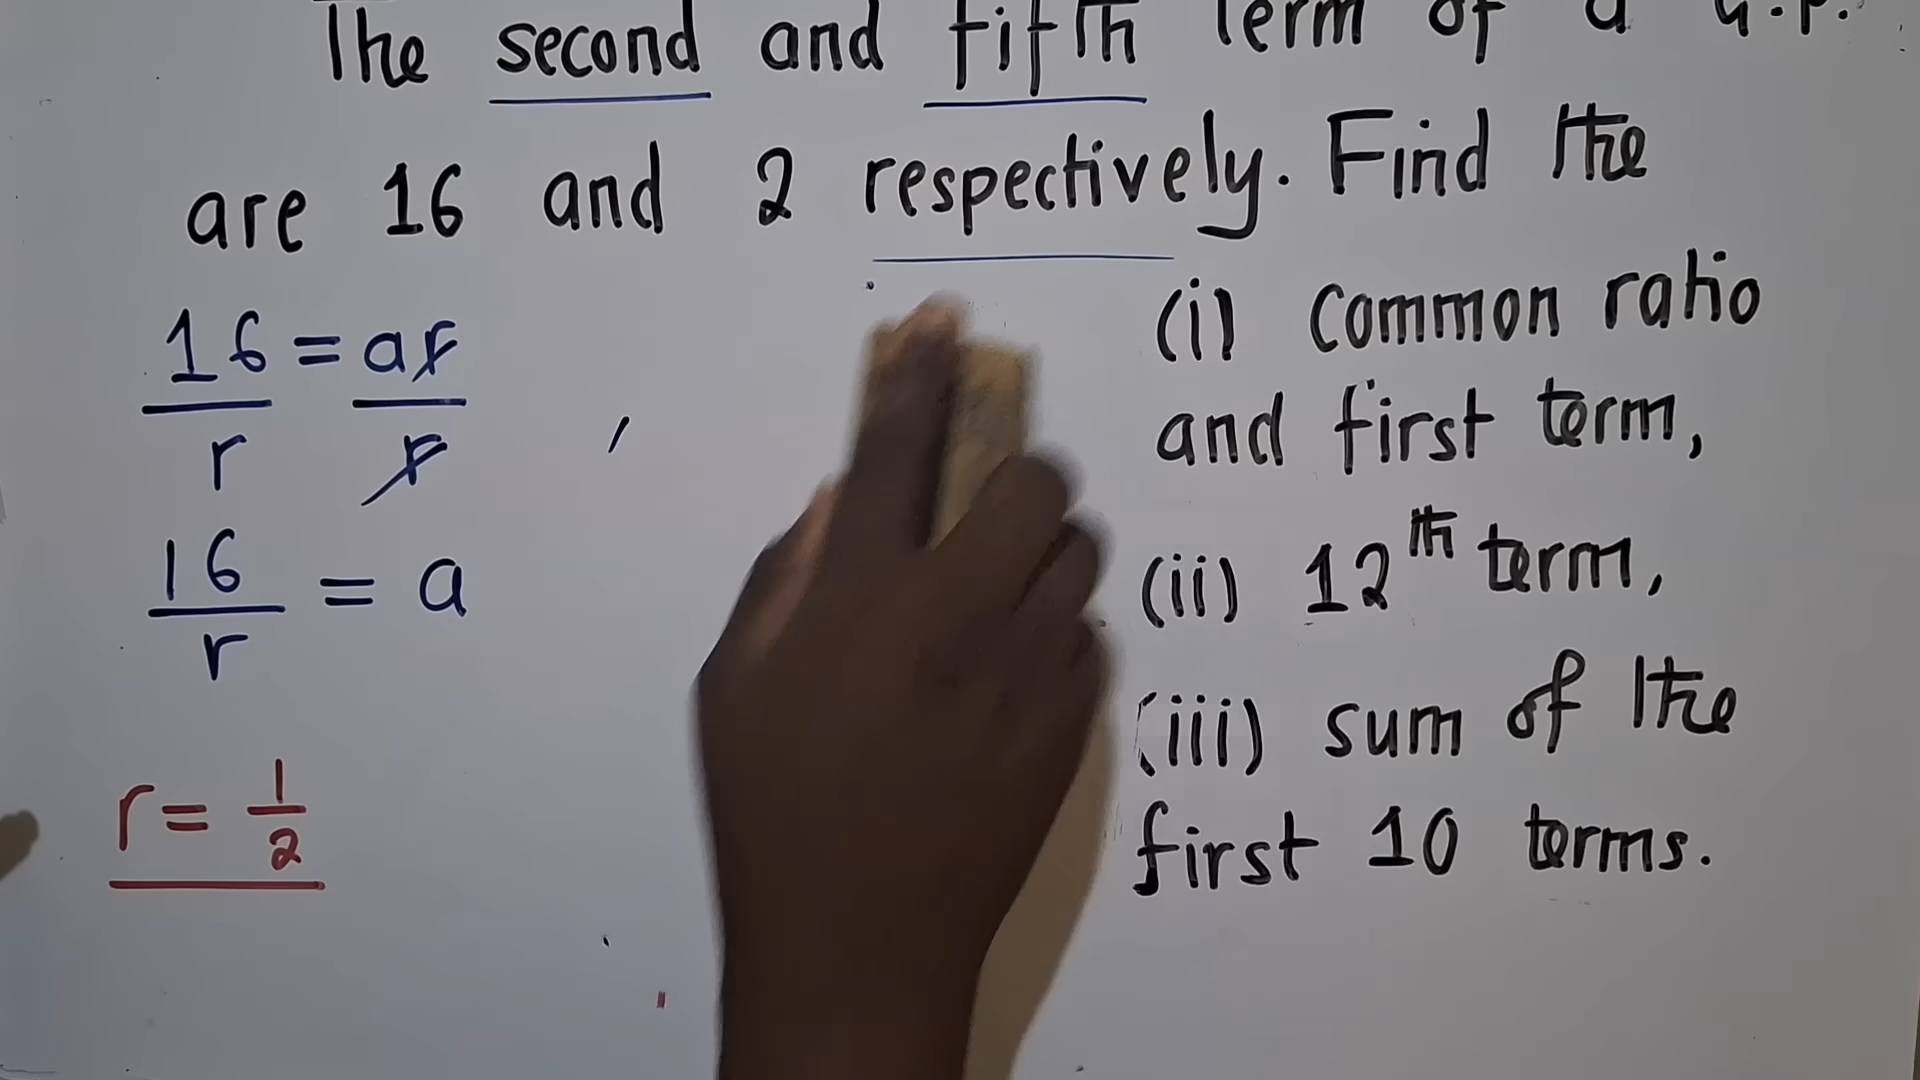 The second and fifth term of a G.P.
are 16 and 2 respectively. Find the
(i) common ratio
and first term,
(ii) 12th term,
(iii) sum of the
first 10 terms.
16 = ar
r r
16 = a
r
r = 1
2